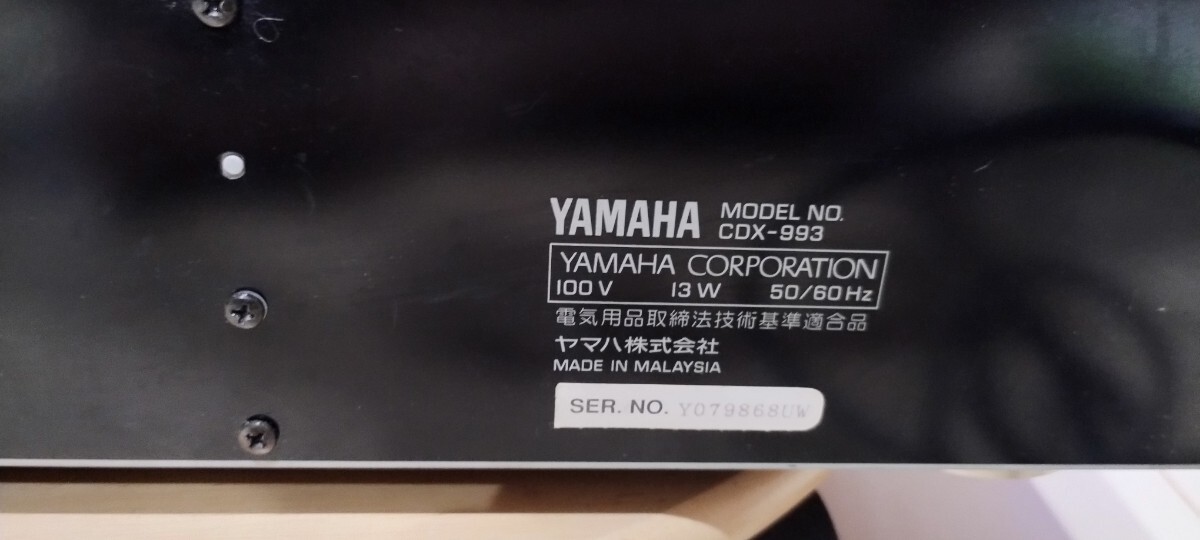 YAMAHA MODEL NO.
CDX-993
YAMAHA CORPORATION
100V 13W 50/60Hz
電気用品取締法技術基準適合品
ヤマハ株式会社
MADE IN MALAYSIA
SER. NO. Y079868UW